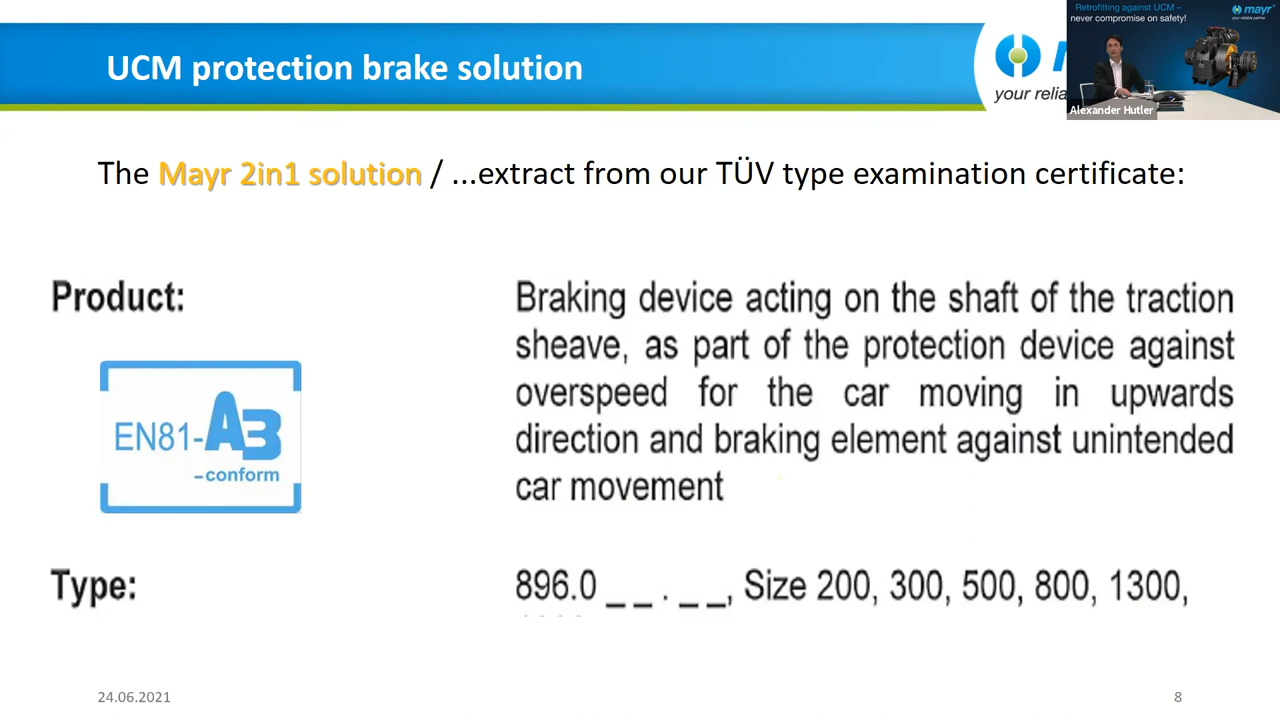 UCM protection brake solution
your relia
Retrofitting against UCM –
never compromise on safety!
mayr
your reliable partner
Alexander Hutler
The Mayr 2in1 solution / ...extract from our TÜV type examination certificate:
Product:
Braking device acting on the shaft of the traction
sheave, as part of the protection device against
overspeed for the car moving in upwards
direction and braking element against unintended
car movement
EN81-A3
–conform
Type:
896.0 _ _ . _ _, Size 200, 300, 500, 800, 1300,
24.06.2021
8